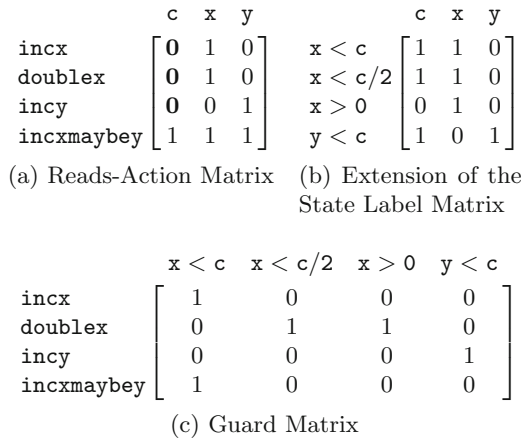 c x y c x y
incx 0 1 0 x < c 1 1 0
doublex 0 1 0 x < c/2 1 1 0
incy 0 0 1 x > 0 0 1 0
incxmaybey 1 1 1 y < c 1 0 1
(a) Reads-Action Matrix (b) Extension of the
State Label Matrix
x < c x < c/2 x > 0 y < c
incx 1 0 0 0
doublex 0 1 1 0
incy 0 0 0 1
incxmaybey 1 0 0 0
(c) Guard Matrix